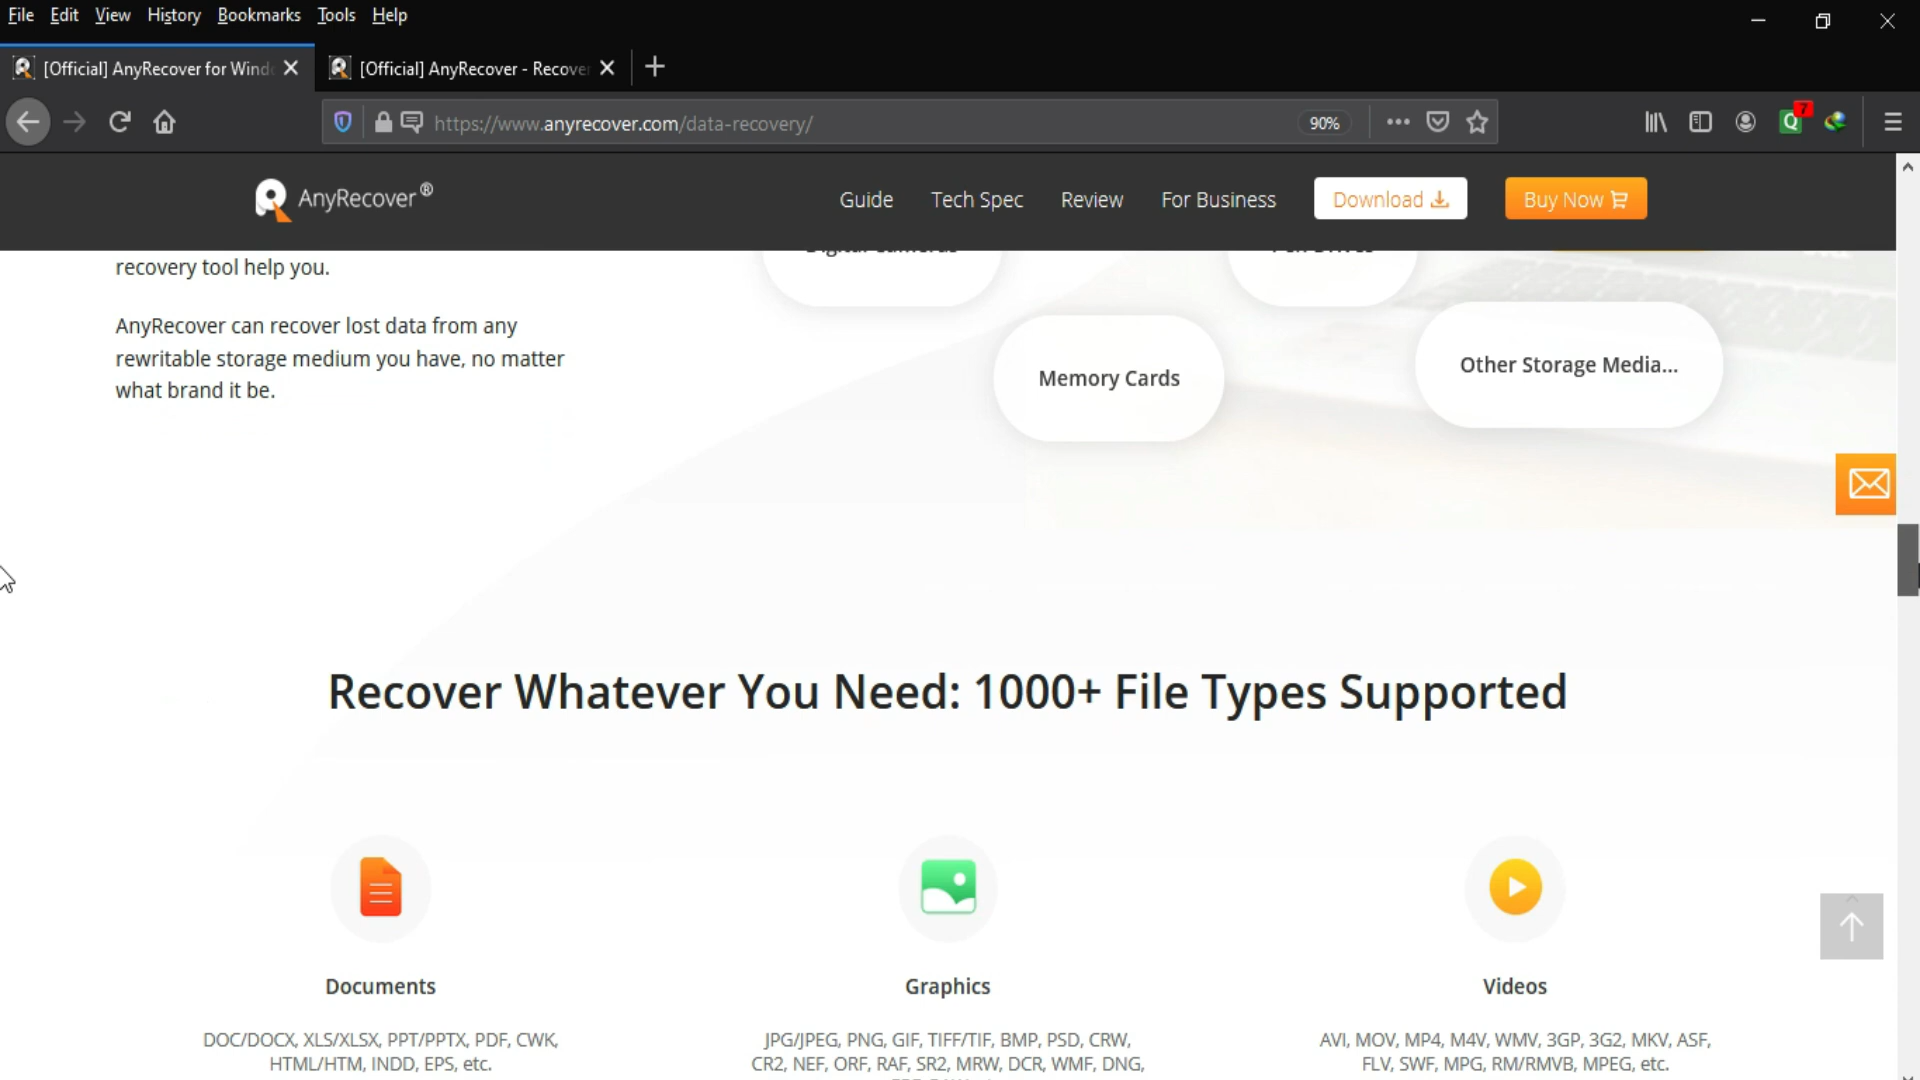 File Edit View History Bookmarks Tools Help
[Official] AnyRecover for Wind
[Official] AnyRecover - Recove
https://www.anyrecover.com/data-recovery/
90%
7
AnyRecover®
Guide
Tech Spec
Review
For Business
Download
Buy Now
recovery tool help you.
Digital Cameras
Pen Drives
AnyRecover can recover lost data from any
rewritable storage medium you have, no matter
what brand it be.
Memory Cards
Other Storage Media...
Recover Whatever You Need: 1000+ File Types Supported
Documents
Graphics
Videos
DOC/DOCX, XLS/XLSX, PPT/PPTX, PDF, CWK,
HTML/HTM, INDD, EPS, etc.
JPG/JPEG, PNG, GIF, TIFF/TIF, BMP, PSD, CRW,
CR2, NEF, ORF, RAF, SR2, MRW, DCR, WMF, DNG,
AVI, MOV, MP4, M4V, WMV, 3GP, 3G2, MKV, ASF,
FLV, SWF, MPG, RM/RMVB, MPEG, etc.